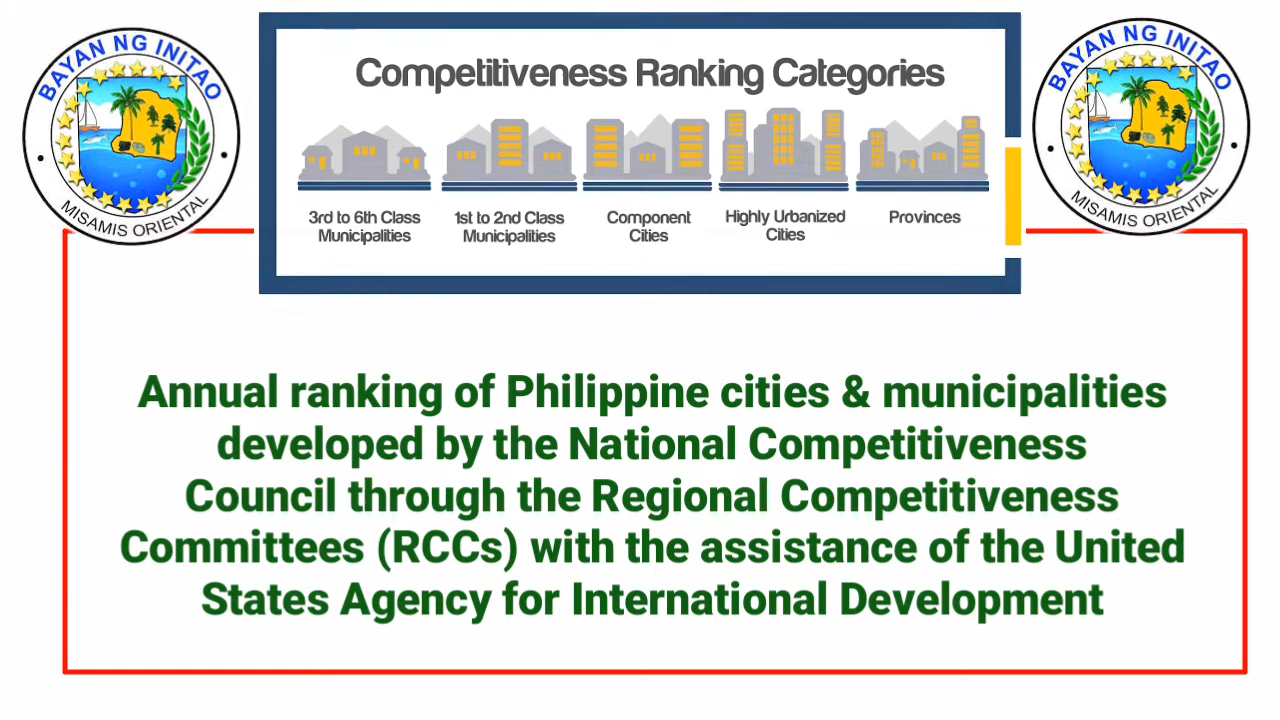 BAYAN NG INITAO
MISAMIS ORIENTAL
Competitiveness Ranking Categories
3rd to 6th Class
Municipalities
1st to 2nd Class
Municipalities
Component
Cities
Highly Urbanized
Cities
Provinces
BAYAN NG INITAO
MISAMIS ORIENTAL
Annual ranking of Philippine cities & municipalities
developed by the National Competitiveness
Council through the Regional Competitiveness
Committees (RCCs) with the assistance of the United
States Agency for International Development